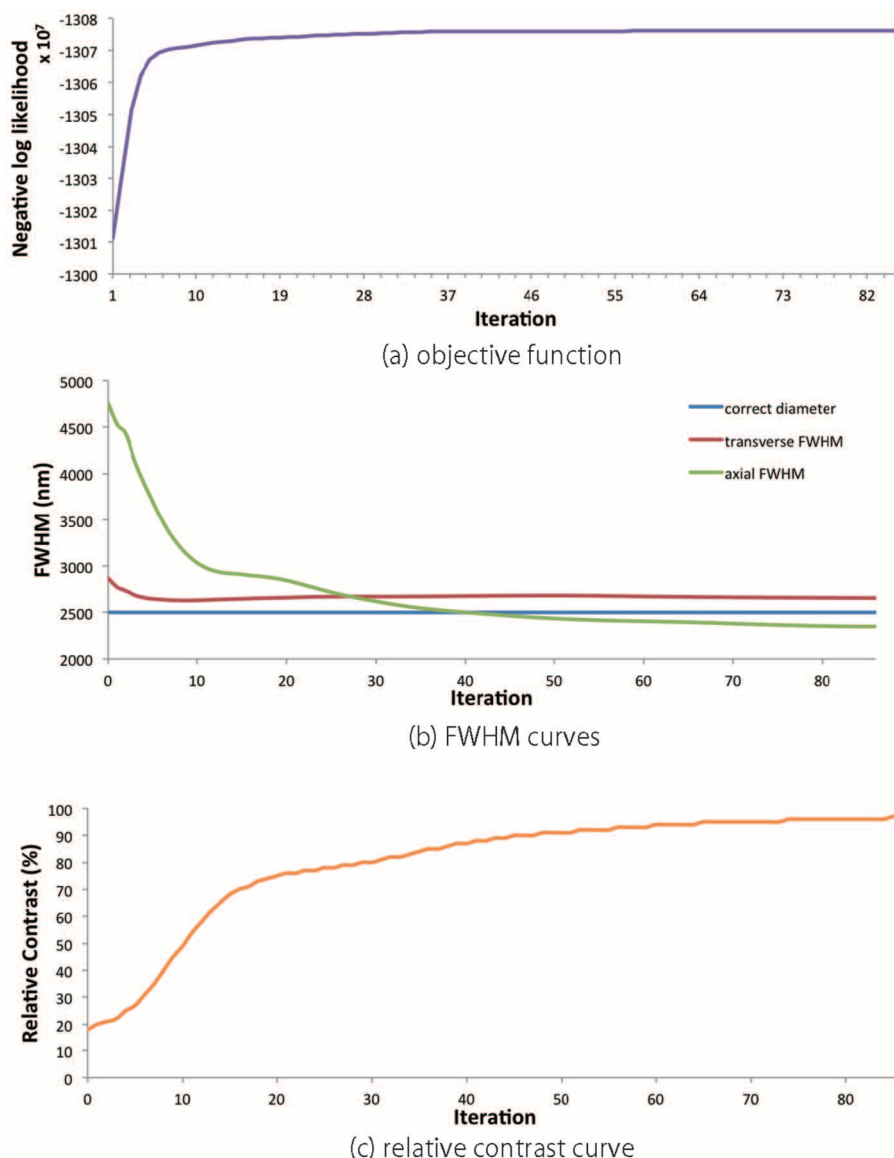 -1308
-1307
-1306
-1305
-1304
-1303
-1302
-1301
-1300
Negative log likelihood
x 10⁷
1 10 19 28 37 46 55 64 73 82
Iteration
(a) objective function
5000
4500
4000
3500
3000
2500
2000
FWHM (nm)
correct diameter
transverse FWHM
axial FWHM
0 10 20 30 40 50 60 70 80
Iteration
(b) FWHM curves
100
90
80
70
60
50
40
30
20
10
0
Relative Contrast (%)
0 10 20 30 40 50 60 70 80
Iteration
(c) relative contrast curve